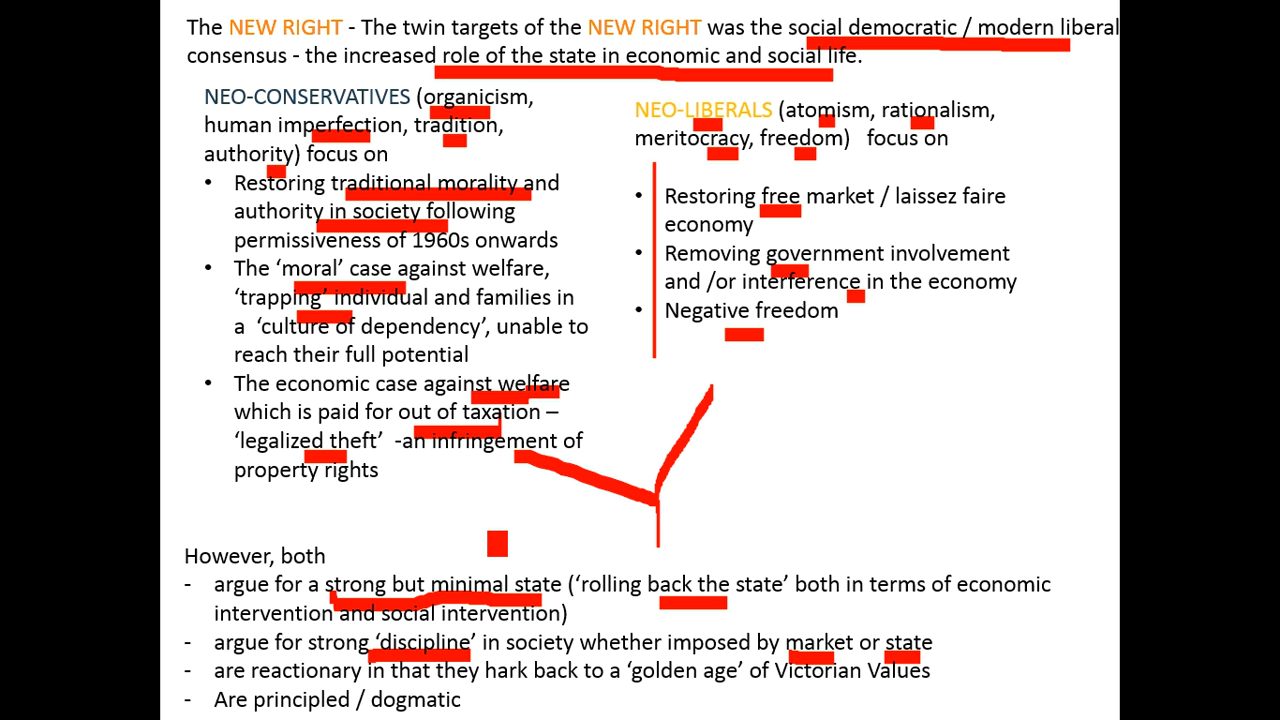 The NEW RIGHT - The twin targets of the NEW RIGHT was the social democratic / modern liberal
consensus - the increased role of the state in economic and social life.
NEO-CONSERVATIVES (organicism,
human imperfection, tradition,
authority) focus on
• Restoring traditional morality and
authority in society following
permissiveness of 1960s onwards
• The ‘moral’ case against welfare,
‘trapping’ individual and families in
a ‘culture of dependency’, unable to
reach their full potential
• The economic case against welfare
which is paid for out of taxation –
‘legalized theft’ -an infringement of
property rights
NEO-LIBERALS (atomism, rationalism,
meritocracy, freedom) focus on
• Restoring free market / laissez faire
economy
• Removing government involvement
and /or interference in the economy
• Negative freedom
However, both
- argue for a strong but minimal state (‘rolling back the state’ both in terms of economic
intervention and social intervention)
- argue for strong ‘discipline’ in society whether imposed by market or state
- are reactionary in that they hark back to a ‘golden age’ of Victorian Values
- Are principled / dogmatic